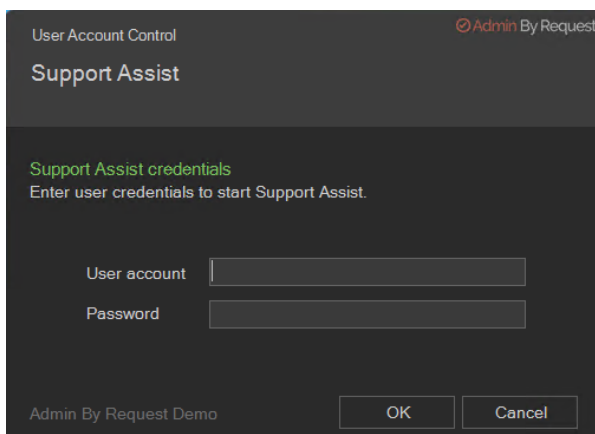 User Account Control
Admin By Request
Support Assist
Support Assist credentials
Enter user credentials to start Support Assist.
User account
Password
Admin By Request Demo
OK
Cancel